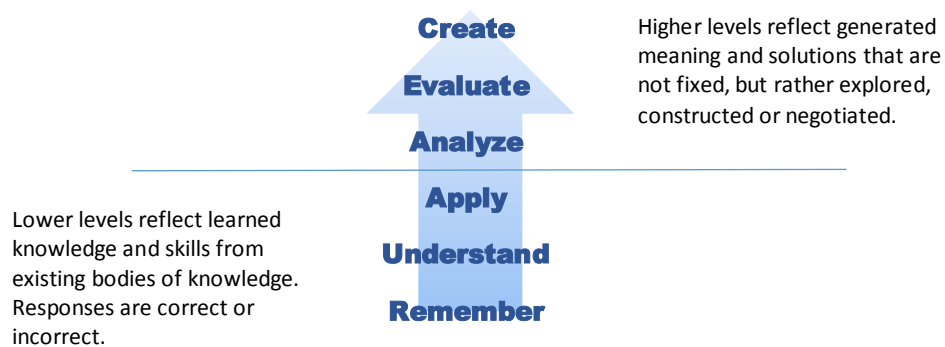 Create
Higher levels reflect generated
meaning and solutions that are
not fixed, but rather explored,
constructed or negotiated.
Evaluate
Analyze
Apply
Lower levels reflect learned
knowledge and skills from
existing bodies of knowledge.
Responses are correct or
incorrect.
Understand
Remember